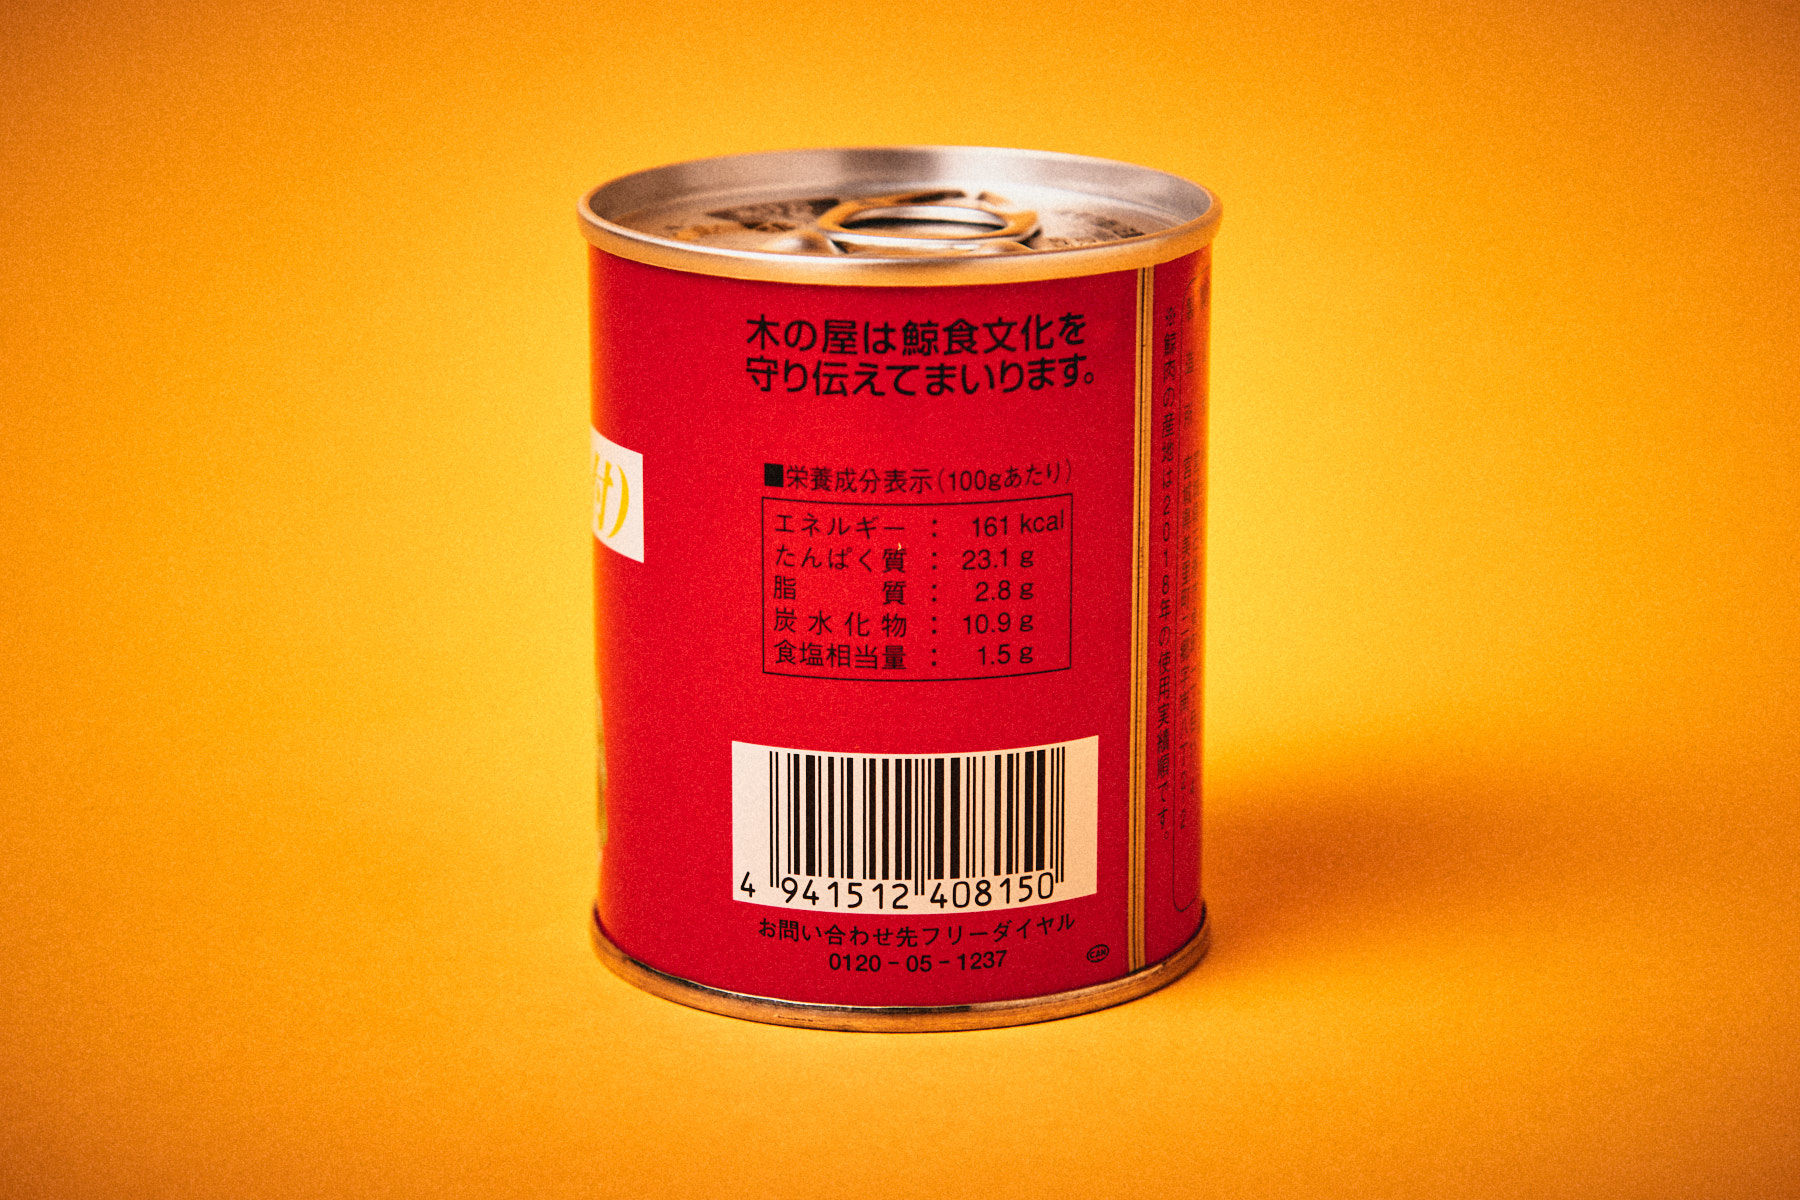 付)
木の屋は鯨食文化を
守り伝えてまいります。
■栄養成分表示(100gあたり)
エネルギー : 161 kcal
たんぱく質 : 23.1 g
脂質 : 2.8 g
炭水化物 : 10.9 g
食塩相当量 : 1.5 g
4 941512 408150
お問い合わせ先フリーダイヤル
0120-05-1237
※鯨肉の産地は2016年の使用実績順です。